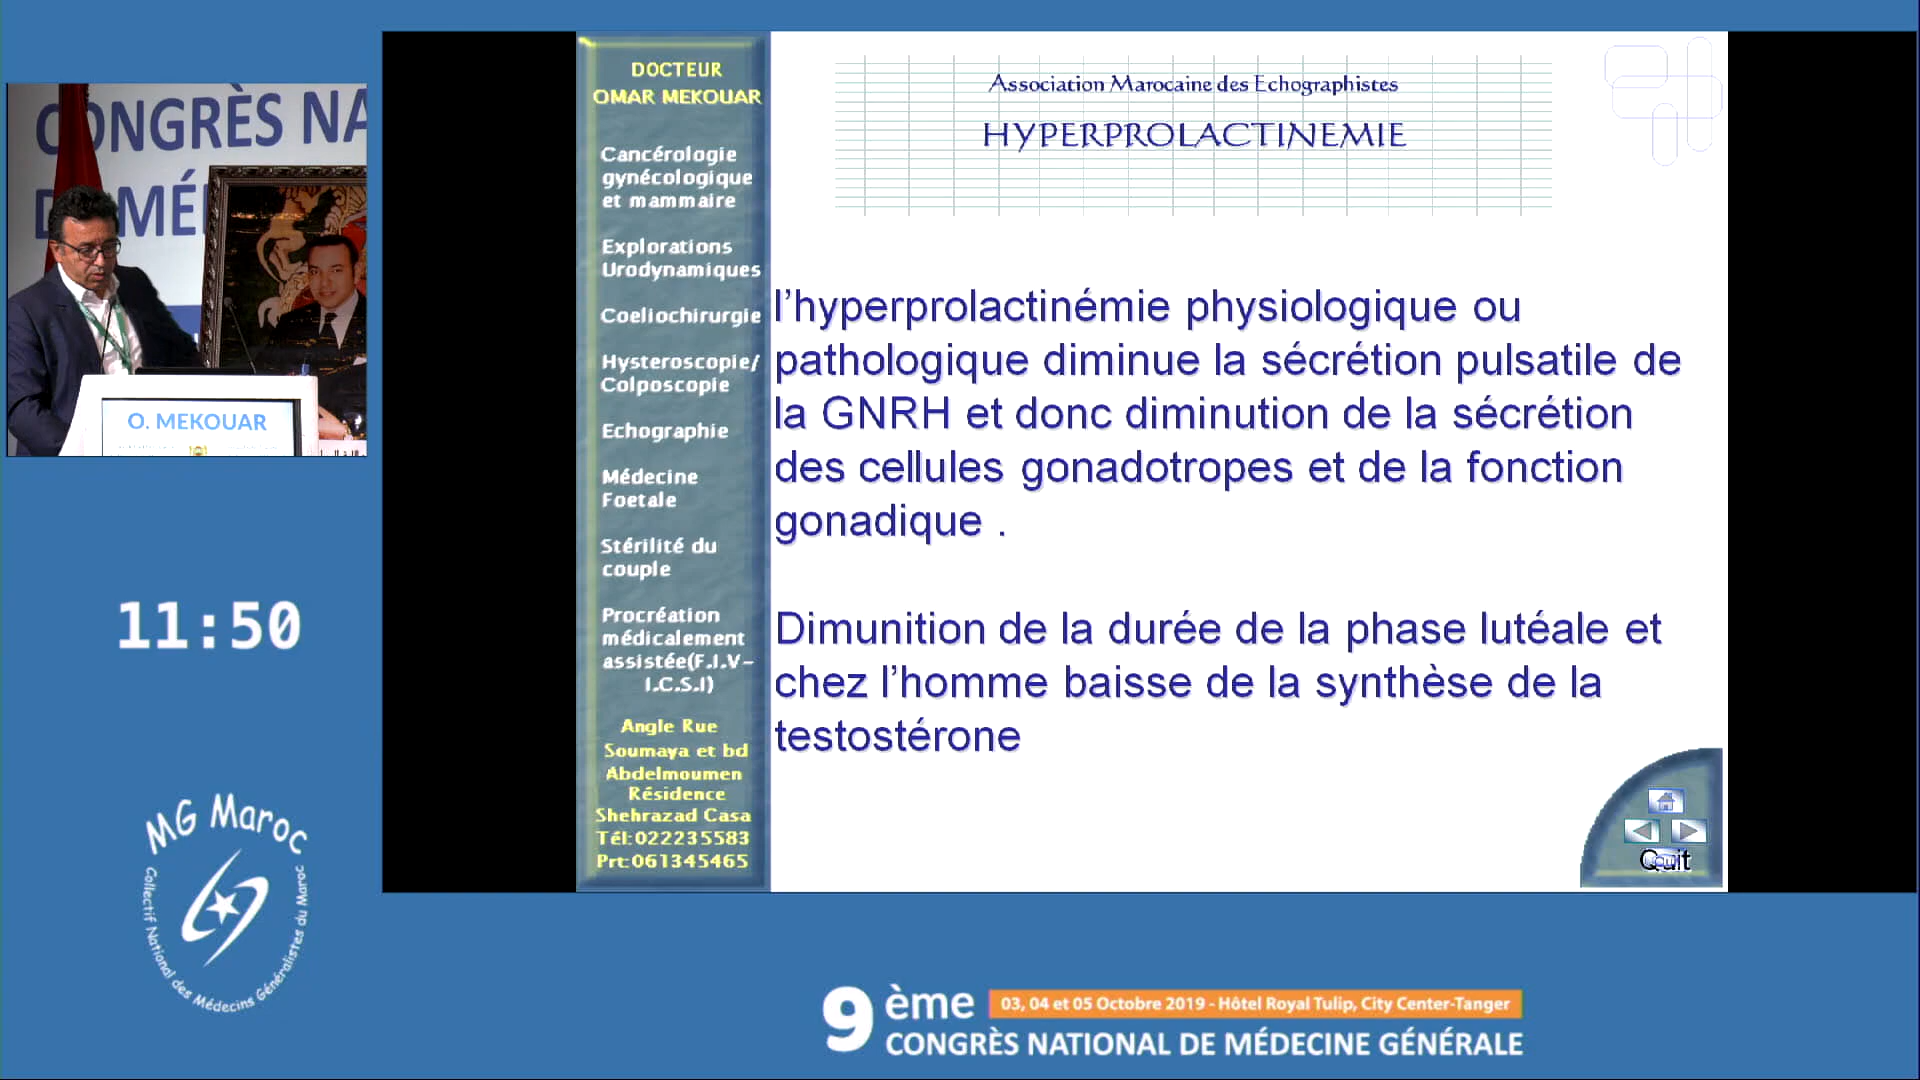 CONGRÈS NA
DE MÉ
O. MEKOUAR
11:50
MG Maroc
Collectif National des Médecins Généralistes du Maroc
DOCTEUR
OMAR MEKOUAR
Cancérologie
gynécologique
et mammaire
Explorations
Urodynamiques
Coeliochirurgie
Hysteroscopie/
Colposcopie
Echographie
Médecine
Foetale
Stérilité du
couple
Procréation
médicalement
assistée(F.I.V-
I.C.S.I)
Angle Rue
Soumaya et bd
Abdelmoumen
Résidence
Shehrazad Casa
Tél:022235583
Prt:061345465
Association Marocaine des Echographistes
HYPERPROLACTINEMIE
l’hyperprolactinémie physiologique ou
pathologique diminue la sécrétion pulsatile de
la GNRH et donc diminution de la sécrétion
des cellules gonadotropes et de la fonction
gonadique .
Dimunition de la durée de la phase lutéale et
chez l’homme baisse de la synthèse de la
testostérone
Quit
9 ème
03, 04 et 05 Octobre 2019 - Hôtel Royal Tulip, City Center-Tanger
CONGRÈS NATIONAL DE MÉDECINE GÉNÉRALE